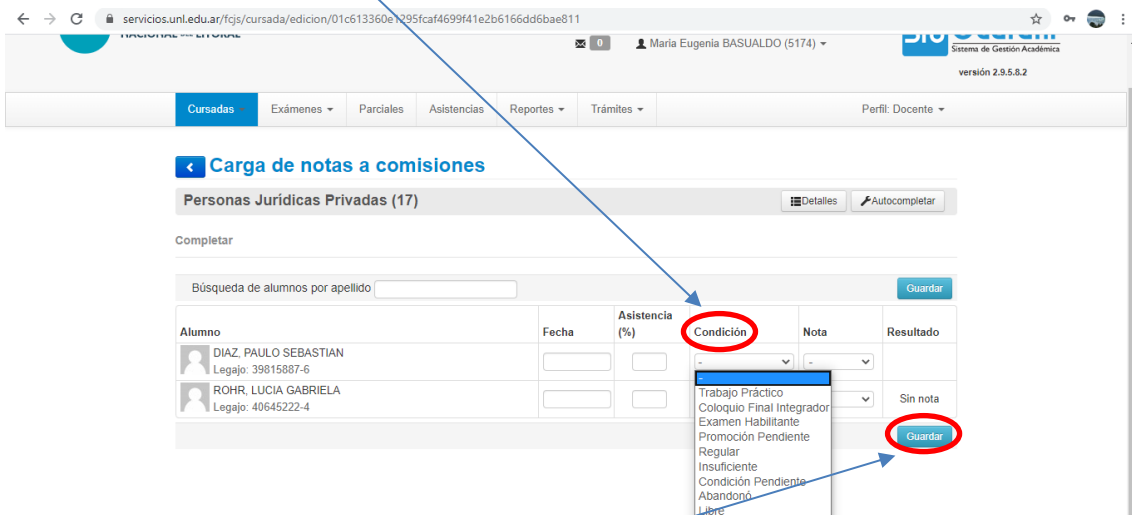 servicios.unl.edu.ar/fcjs/cursada/edicion/01c613360e1295fcaf4699f41e2b6166dd6bae811
NACIONAL DEL LITORAL
0
Maria Eugenia BASUALDO (5174)
Sistema de Gestión Académica
versión 2.9.5.8.2
Cursadas Exámenes Parciales Asistencias Reportes Trámites Perfil: Docente
Carga de notas a comisiones
Personas Jurídicas Privadas (17) Detalles Autocompletar
Completar
Búsqueda de alumnos por apellido Guardar
Alumno Fecha Asistencia (%) Condición Nota Resultado
DIAZ, PAULO SEBASTIAN
Legajo: 39815887-6
- -
ROHR, LUCIA GABRIELA
Legajo: 40645222-4
Sin nota
-
Trabajo Práctico
Coloquio Final Integrador
Examen Habilitante
Promoción Pendiente
Regular
Insuficiente
Condición Pendiente
Abandonó
Libre
Guardar